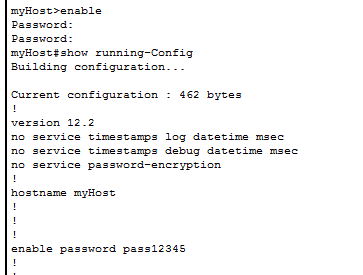 myHost>enable
Password:
Password:
myHost#show running-Config
Building configuration...
Current configuration : 462 bytes
!
version 12.2
no service timestamps log datetime msec
no service timestamps debug datetime msec
no service password-encryption
!
hostname myHost
!
!
!
enable password pass12345
!
!